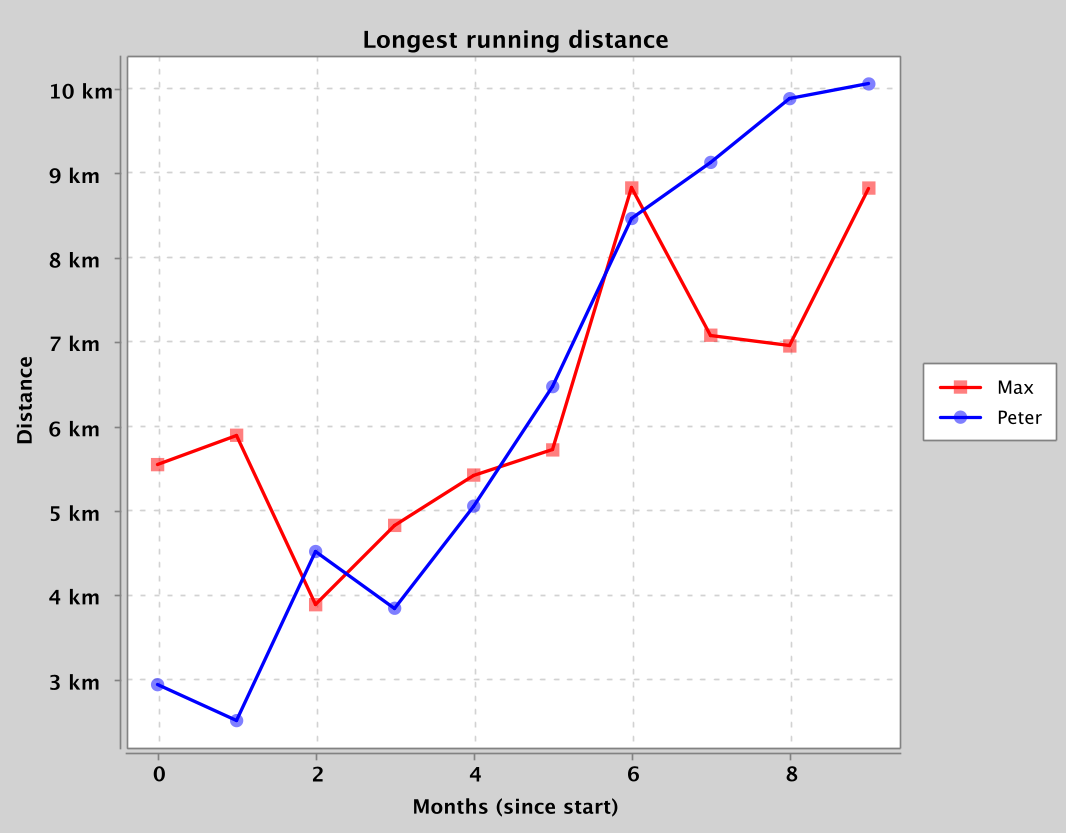 Longest running distance
10 km
9 km
8 km
7 km
6 km
5 km
4 km
3 km
Distance
0 2 4 6 8
Months (since start)
Max
Peter